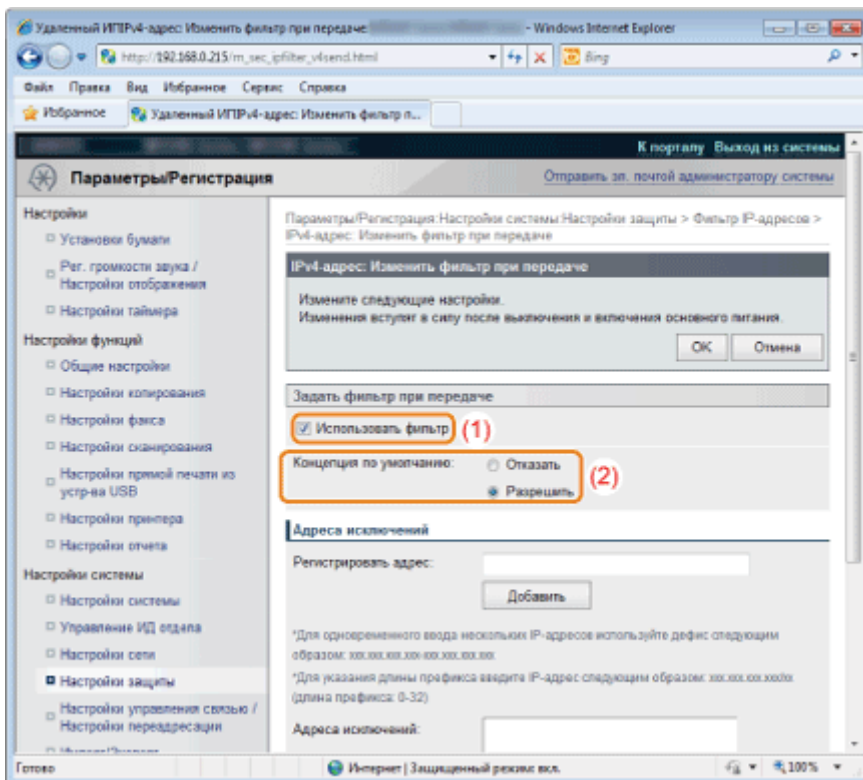 Удаленный ИПIPv4-адрес: Изменить фильтр при передаче: - Windows Internet Explorer
http://192.168.0.215/m_sec_ipfilter_v4send.html
Bing
Файл Правка Вид Избранное Сервис Справка
Избранное Удаленный ИПIPv4-адрес: Изменить фильтр п...
К порталу Выход из системы
Параметры/Регистрация Отправить эл. почтой администратору системы
Настройки
Установки бумаги
Рег. громкости звука /
Настройки отображения
Настройки таймера
Настройки функций
Общие настройки
Настройки копирования
Настройки факса
Настройки сканирования
Настройки прямой печати из
устр-ва USB
Настройки принтера
Настройки отчета
Настройки системы
Настройки системы
Управление ИД отдела
Настройки сети
Настройки защиты
Настройки управления связью /
Настройки переадресации
Импорт/Экспорт
Параметры/Регистрация:Настройки системы:Настройки защиты > Фильтр IP-адресов >
IPv4-адрес: Изменить фильтр при передаче
IPv4-адрес: Изменить фильтр при передаче
Измените следующие настройки.
Изменения вступят в силу после выключения и включения основного питания.
OK Отмена
Задать фильтр при передаче
Использовать фильтр (1)
Концепция по умолчанию: Отказать
Разрешить (2)
Адреса исключений
Регистрировать адрес:
Добавить
*Для одновременного ввода нескольких IP-адресов используйте дефис следующим
образом: xxx.xxx.xxx.xxx-xxx.xxx.xxx.xxx
*Для указания длины префикса введите IP-адрес следующим образом: xxx.xxx.xxx.xxx/xx
(длина префикса: 0-32)
Адреса исключений:
Готово Интернет | Защищенный режим: вкл. 100%